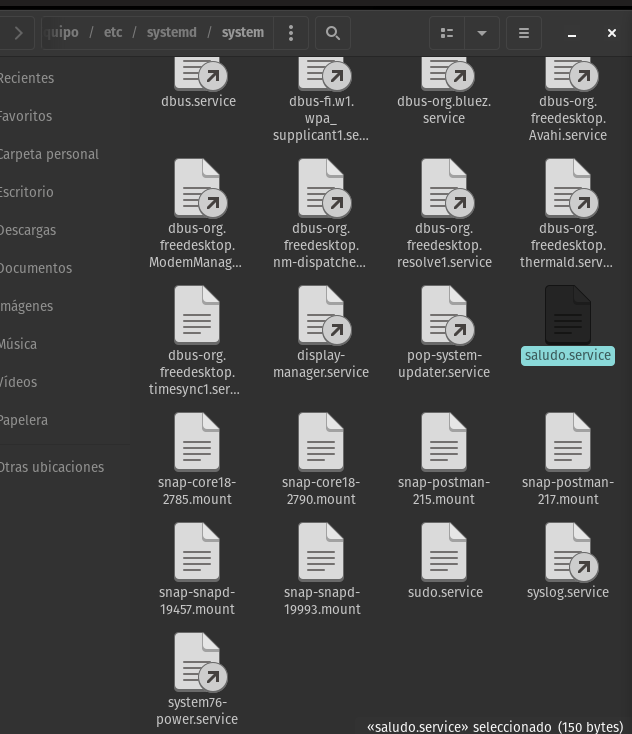 quipo / etc / systemd / system
Recientes
Favoritos
Carpeta personal
Escritorio
Descargas
Documentos
Imágenes
Música
Vídeos
Papelera
Otras ubicaciones
dbus.service
dbus-fi.w1.
wpa_
supplicant1.se...
dbus-org.bluez.
service
dbus-org.
freedesktop.
Avahi.service
dbus-org.
freedesktop.
ModemManag...
dbus-org.
freedesktop.
nm-dispatche...
dbus-org.
freedesktop.
resolve1.service
dbus-org.
freedesktop.
thermald.serv...
dbus-org.
freedesktop.
timesync1.ser...
display-
manager.service
pop-system-
updater.service
saludo.service
snap-core18-
2785.mount
snap-core18-
2790.mount
snap-postman-
215.mount
snap-postman-
217.mount
snap-snapd-
19457.mount
snap-snapd-
19993.mount
sudo.service
syslog.service
system76-
power.service
«saludo.service» seleccionado (150 bytes)